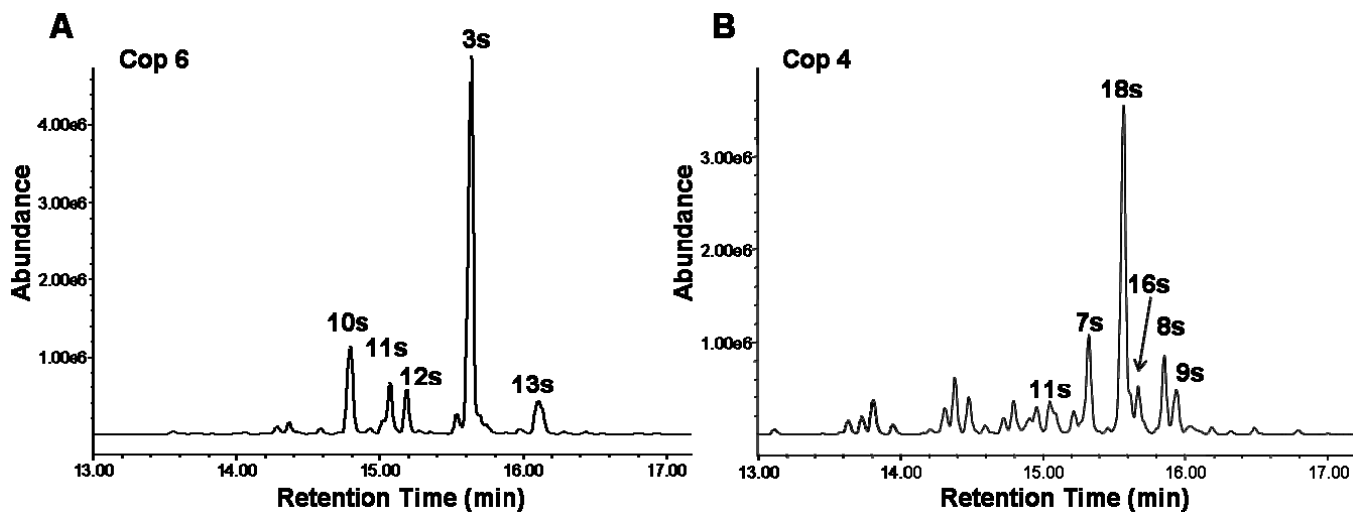 A
Cop 6
3s
10s
11s
12s
13s
4.00e6
3.00e6
2.00e6
1.00e6
Abundance
13.00 14.00 15.00 16.00 17.00
Retention Time (min)
B
Cop 4
18s
16s
7s
8s
11s
9s
3.00e6
2.00e6
1.00e6
Abundance
13.00 14.00 15.00 16.00 17.00
Retention Time (min)